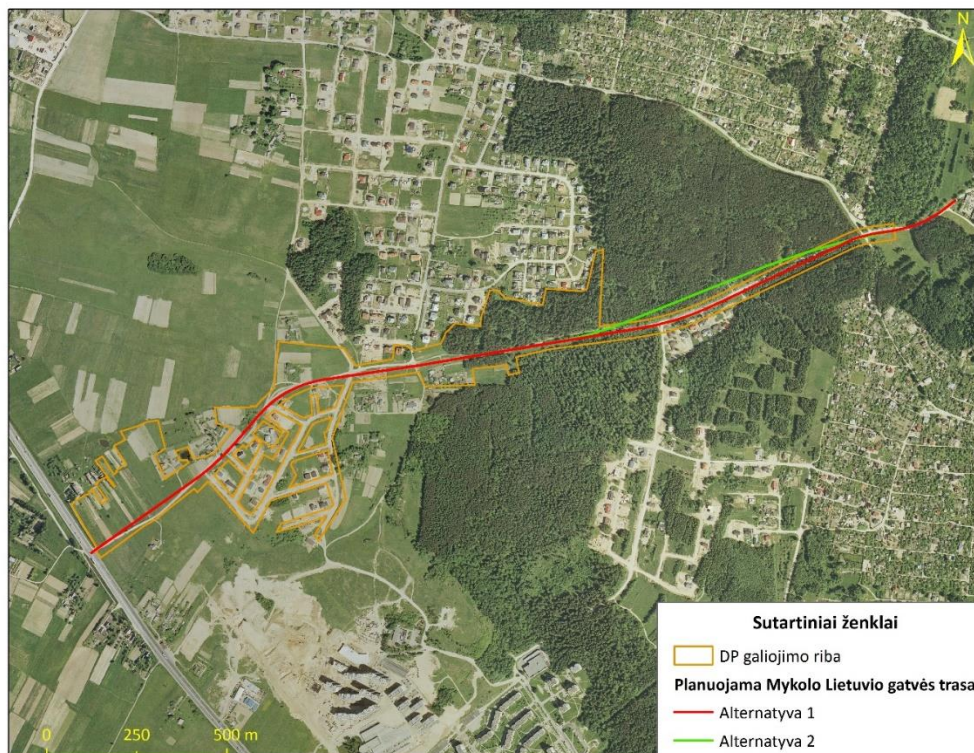 N
Sutartiniai ženklai
DP galiojimo riba
Planuojama Mykolo Lietuvio gatvės trasa
Alternatyva 1
Alternatyva 2
0 250 500 m